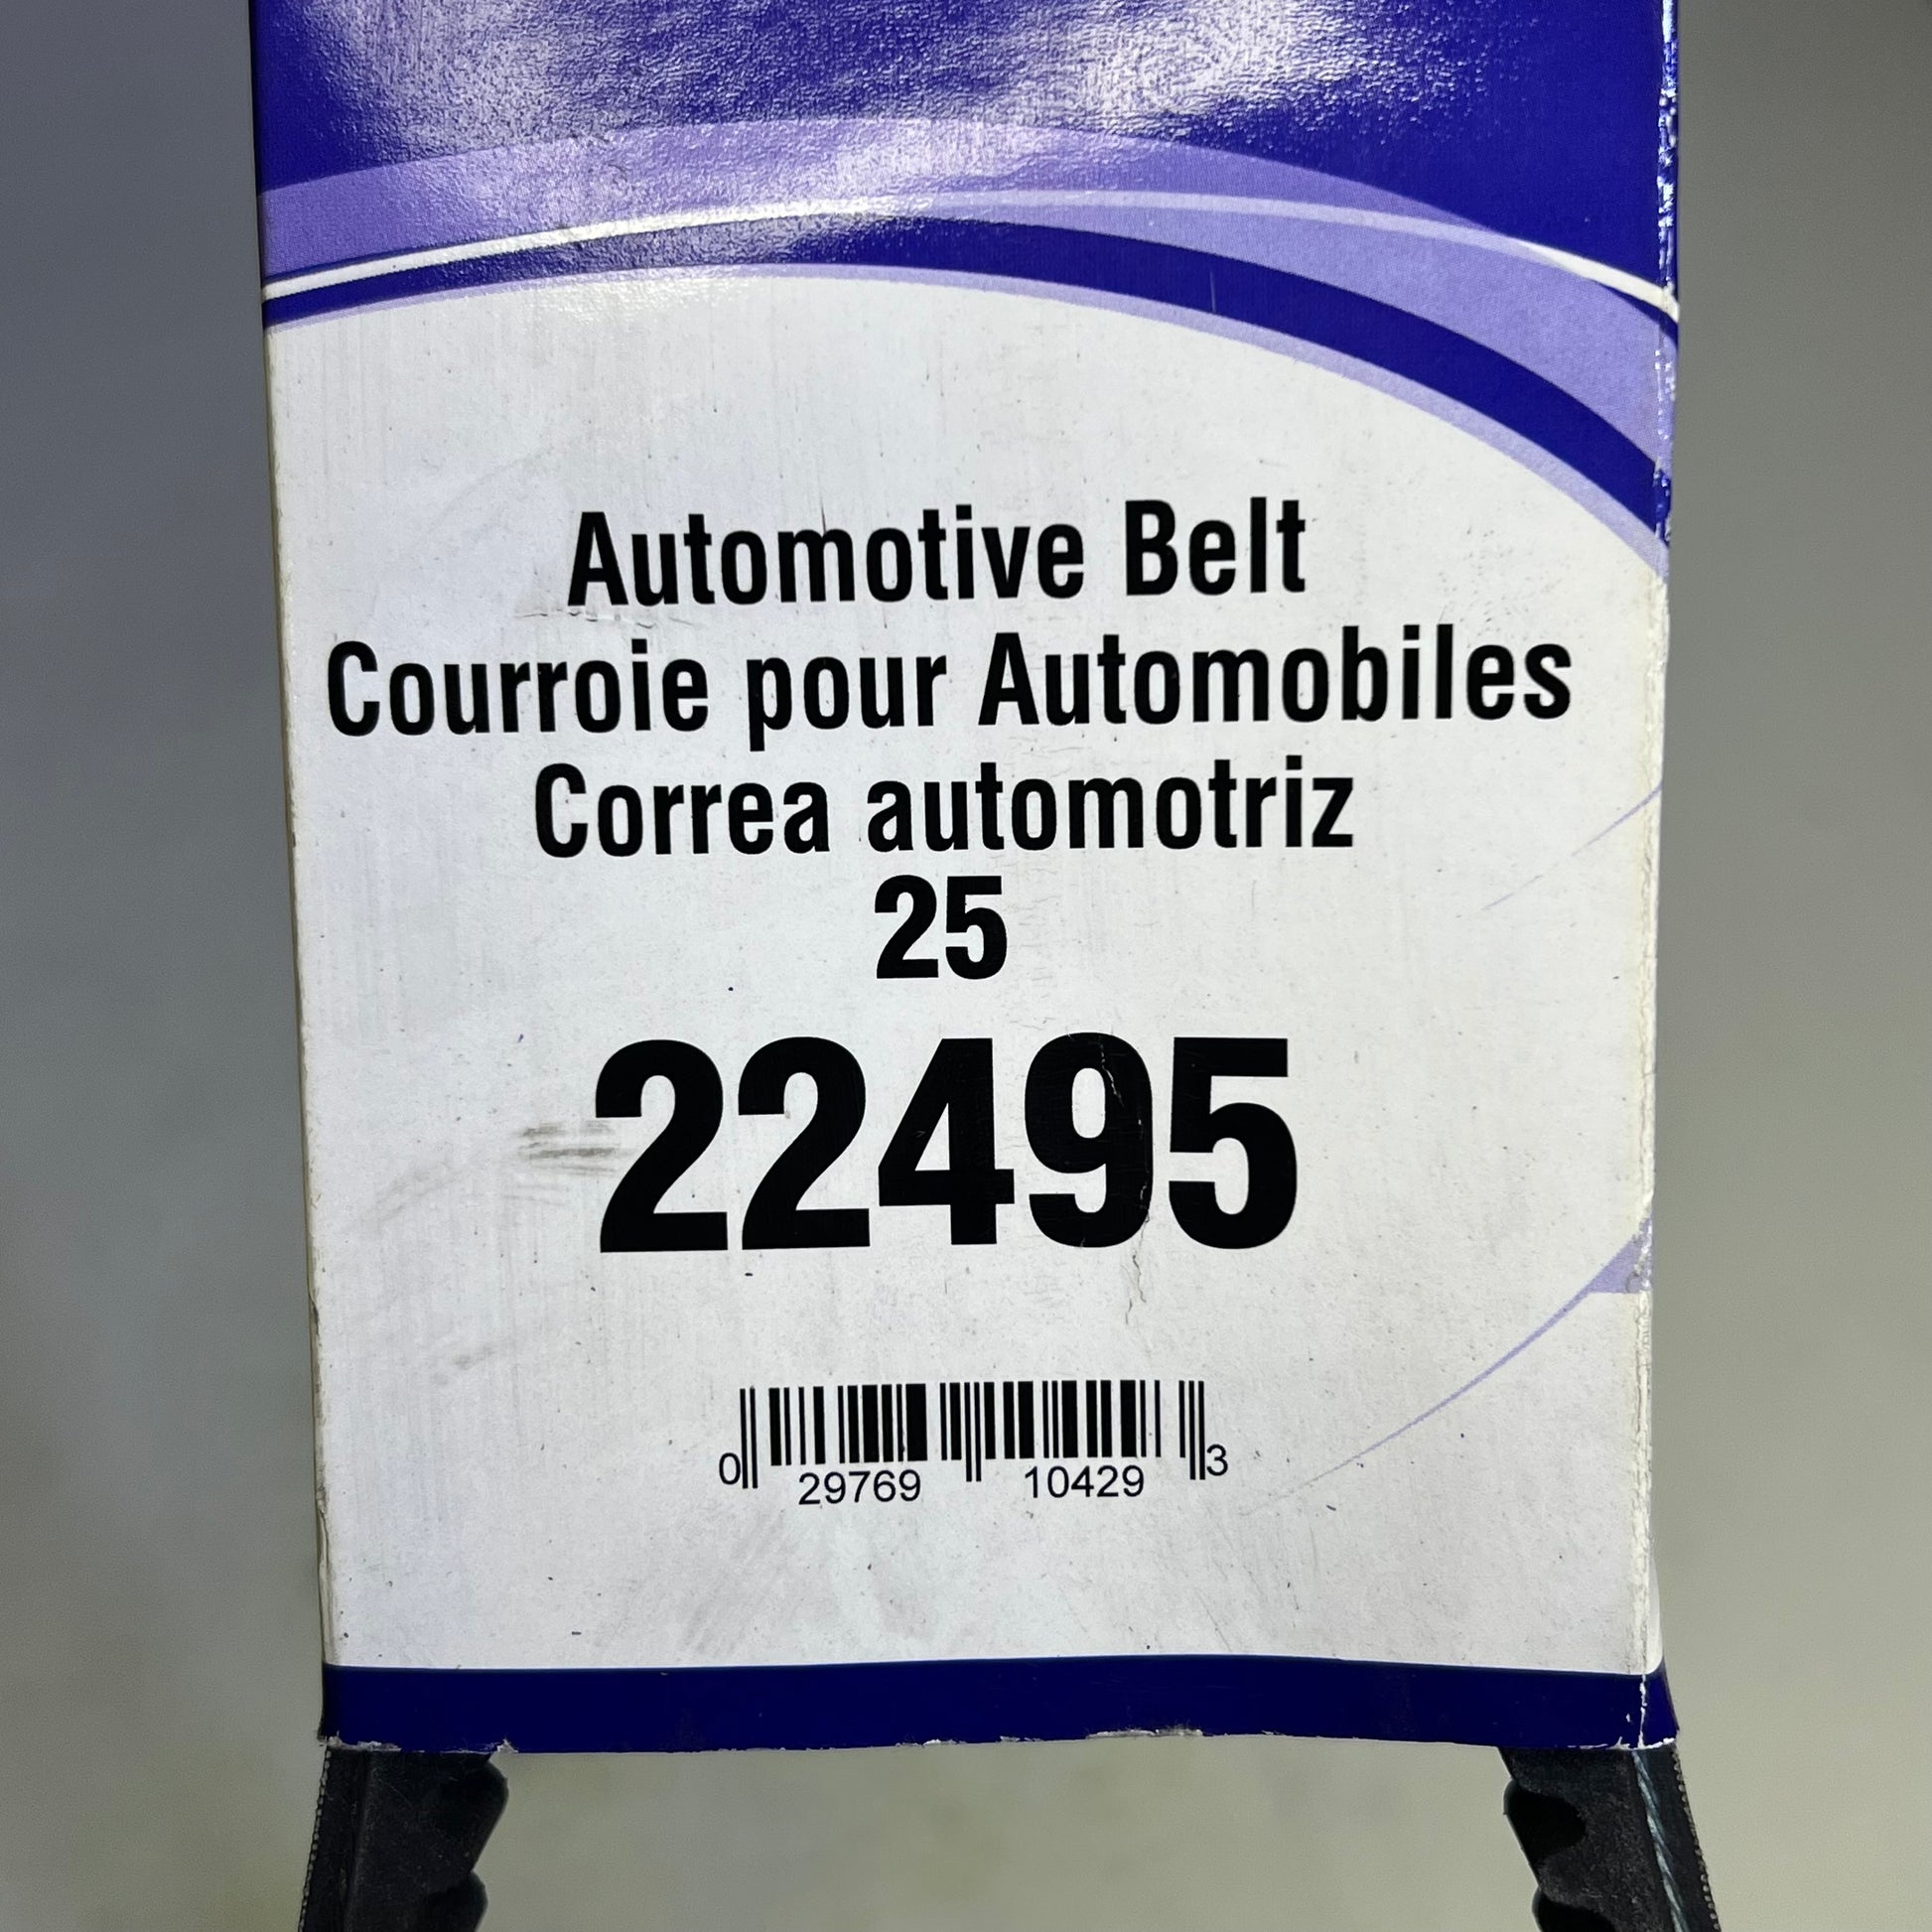 Automotive Belt
Courroie pour Automobiles
Correa automotriz
25
22495
0 29769 10429 3